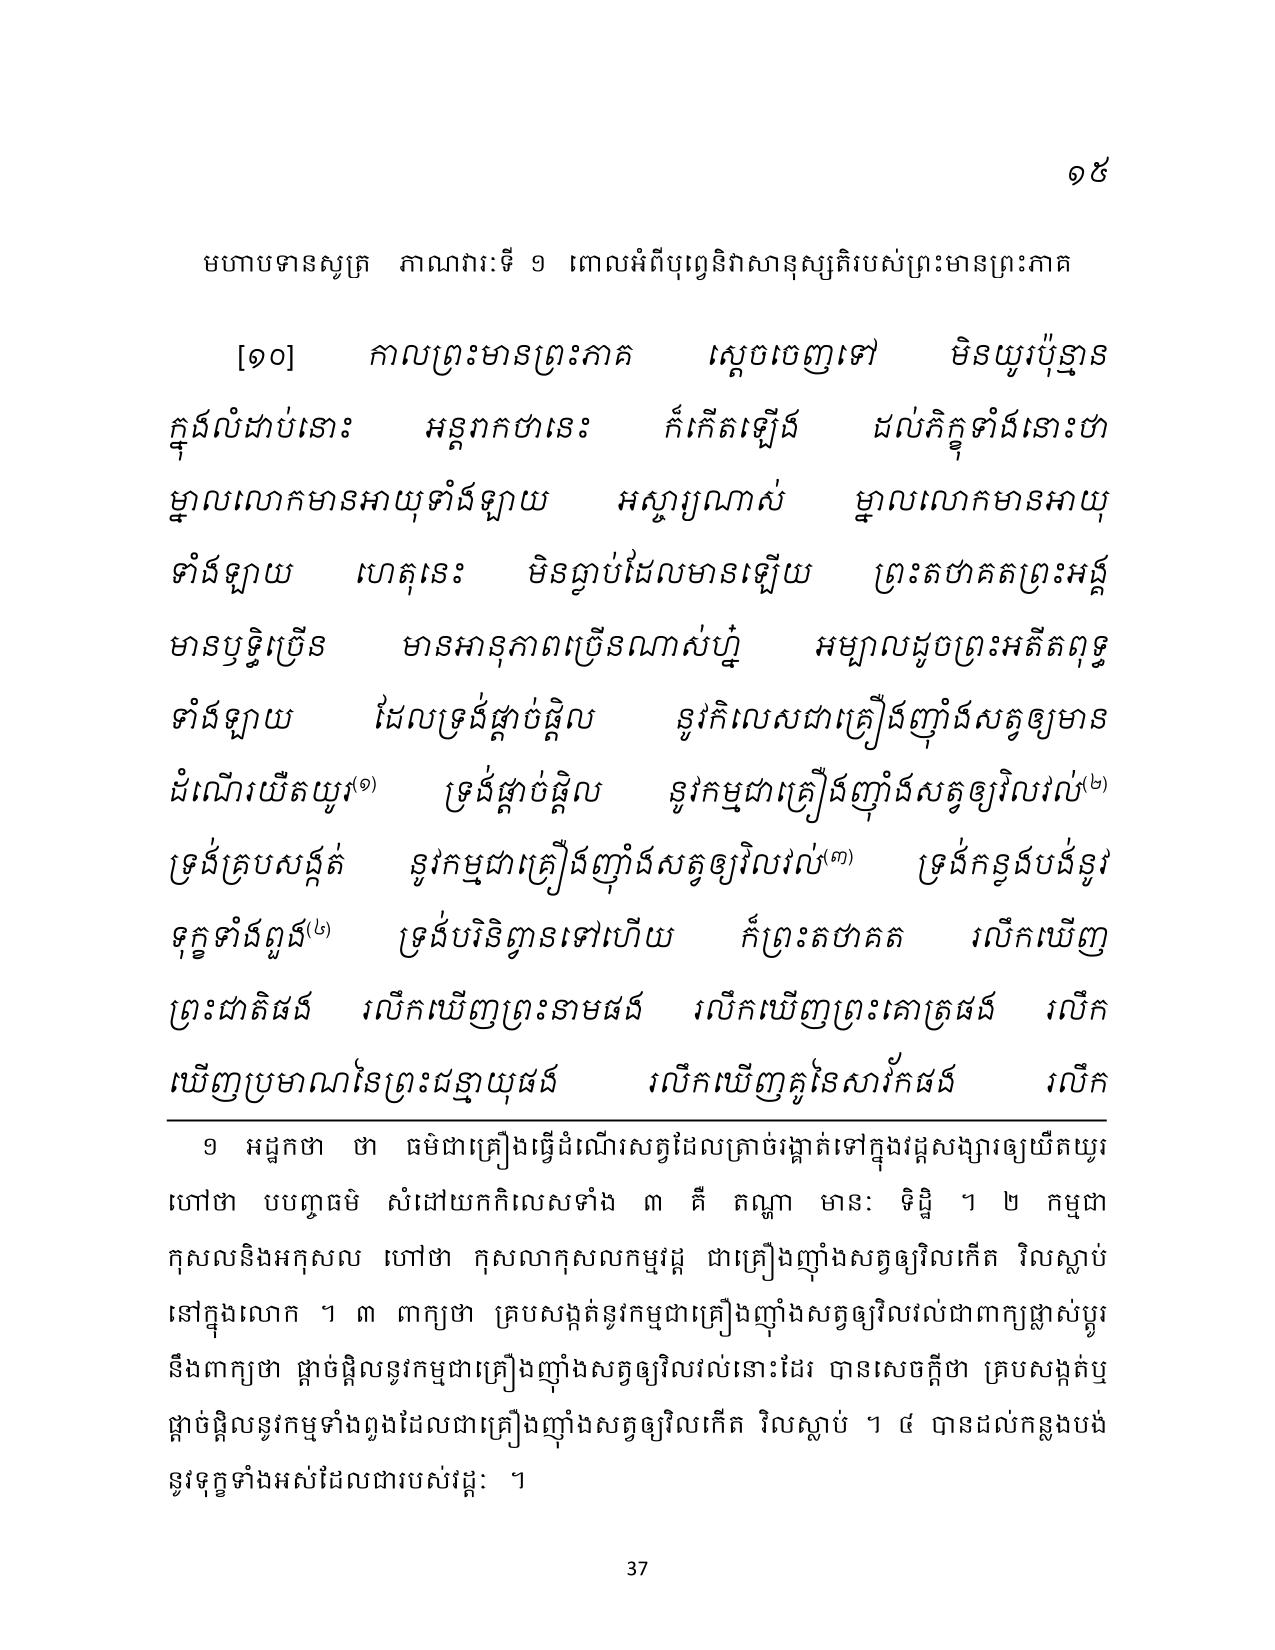 ១៥
មហាបទានសូត្រ ភាណវារៈទី ១ ពោលអំពីបុព្វេនិវាសានុស្សតិរបស់ព្រះមានព្រះភាគ
[១០] កាលព្រះមានព្រះភាគ ស្តេចចេញទៅ មិនយូរប៉ុន្មាន
ក្នុងលំដាប់នោះ អន្តរាកថានេះ ក៏កើតឡើង ដល់ភិក្ខុទាំងនោះថា
ម្នាលលោកមានអាយុទាំងឡាយ អស្ចារ្យណាស់ ម្នាលលោកមានអាយុ
ទាំងឡាយ ហេតុនេះ មិនធ្លាប់ដែលមានឡើយ ព្រះតថាគតព្រះអង្គ
មានឫទ្ធិច្រើន មានអានុភាពច្រើនណាស់ហ្ន៎ អម្បាលដូចព្រះអតីតពុទ្ធ
ទាំងឡាយ ដែលទ្រង់ផ្តាច់ផ្តិល នូវកិលេសជាគ្រឿងញ៉ាំងសត្វឲ្យមាន
ដំណើរយឺតយូរ(១) ទ្រង់ផ្តាច់ផ្តិល នូវកម្មជាគ្រឿងញ៉ាំងសត្វឲ្យវិលវល់(២)
ទ្រង់គ្របសង្កត់ នូវកម្មជាគ្រឿងញ៉ាំងសត្វឲ្យវិលវល់(៣) ទ្រង់កន្លងបង់នូវ
ទុក្ខទាំងពួង(៤) ទ្រង់បរិនិព្វានទៅហើយ ក៏ព្រះតថាគត រលឹកឃើញ
ព្រះជាតិផង រលឹកឃើញព្រះនាមផង រលឹកឃើញព្រះគោត្រផង រលឹក
ឃើញប្រមាណនៃព្រះជន្មាយុផង រលឹកឃើញគូនៃសាវ័កផង រលឹក
១ អដ្ឋកថា ថា ធម៌ជាគ្រឿងធ្វើដំណើរសត្វដែលត្រាច់រង្គាត់ទៅក្នុងវដ្តសង្សារឲ្យយឺតយូរ
ហៅថា បបញ្ចធម៌ សំដៅយកកិលេសទាំង ៣ គឺ តណ្ហា មានៈ ទិដ្ឋិ ។ ២ កម្មជា
កុសលនិងអកុសល ហៅថា កុសលាកុសលកម្មវដ្ត ជាគ្រឿងញ៉ាំងសត្វឲ្យវិលកើត វិលស្លាប់
នៅក្នុងលោក ។ ៣ ពាក្យថា គ្របសង្កត់នូវកម្មជាគ្រឿងញ៉ាំងសត្វឲ្យវិលវល់ជាពាក្យផ្លាស់ប្តូរ
នឹងពាក្យថា ផ្តាច់ផ្តិលនូវកម្មជាគ្រឿងញ៉ាំងសត្វឲ្យវិលវល់នោះដែរ បានសេចក្តីថា គ្របសង្កត់ឬ
ផ្តាច់ផ្តិលនូវកម្មទាំងពួងដែលជាគ្រឿងញ៉ាំងសត្វឲ្យវិលកើត វិលស្លាប់ ។ ៤ បានដល់កន្លងបង់
នូវទុក្ខទាំងអស់ដែលជារបស់វដ្តៈ ។
37